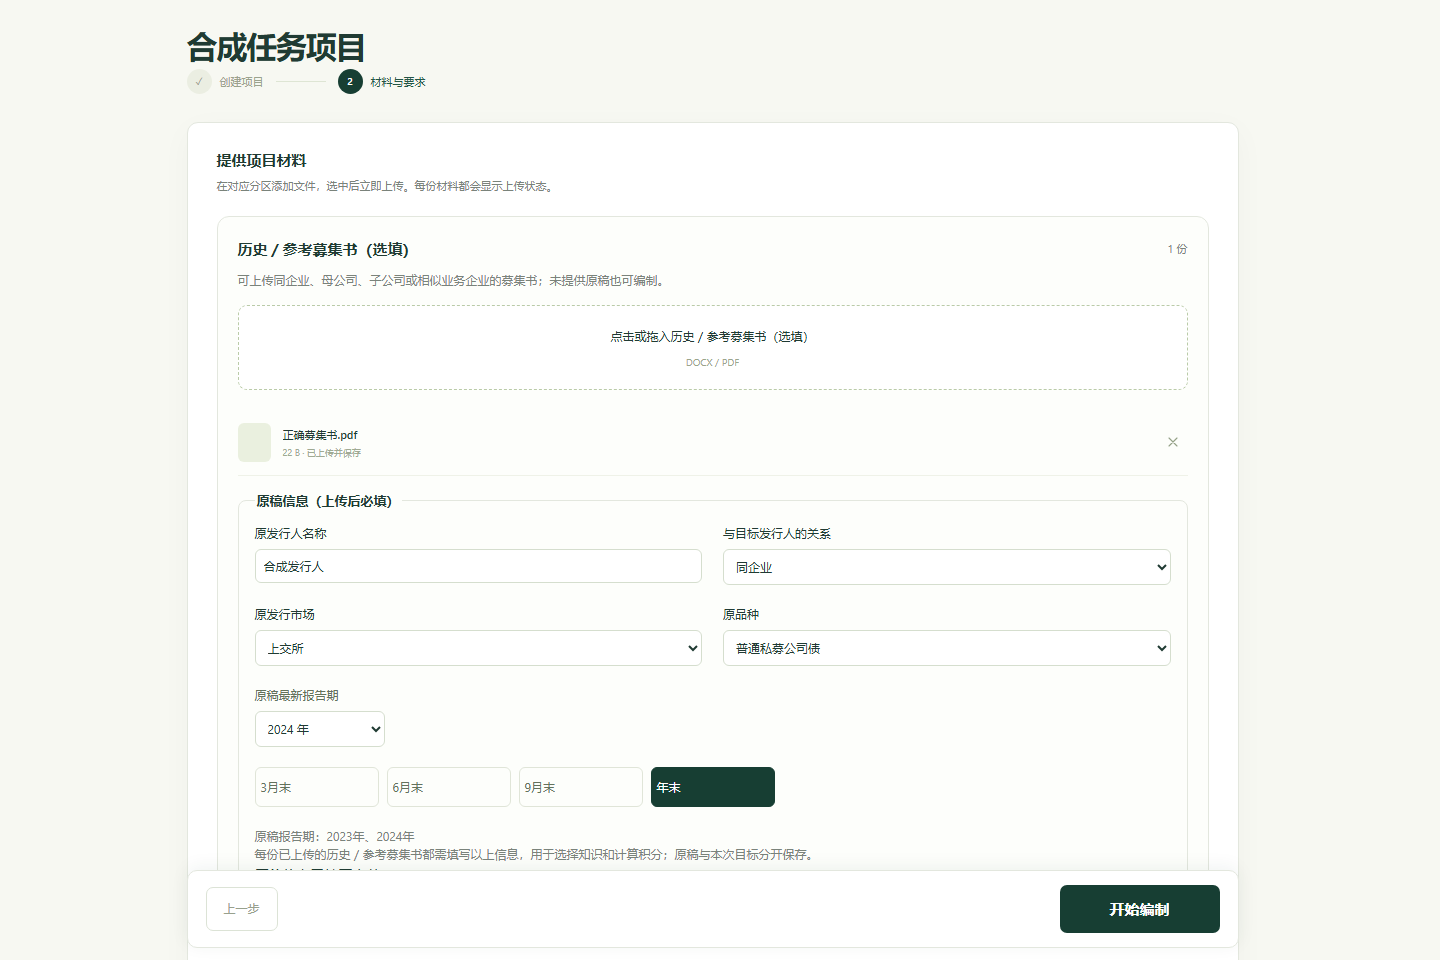 合成任务项目
✓ 创建项目 2 材料与要求
提供项目材料
在对应分区添加文件，选中后立即上传。每份材料都会显示上传状态。
历史 / 参考募集书（选填） 1 份
可上传同企业、母公司、子公司或相似业务企业的募集书；未提供原稿也可编制。
点击或拖入历史 / 参考募集书（选填）
DOCX / PDF
正确募集书.pdf
22 B · 已上传并保存
原稿信息（上传后必填）
原发行人名称 与目标发行人的关系
合成发行人 同企业
原发行市场 原品种
上交所 普通私募公司债
原稿最新报告期
2024 年
3月末 6月末 9月末 年末
原稿报告期：2023年、2024年
每份已上传的历史 / 参考募集书都需填写以上信息，用于选择知识和计算积分；原稿与本次目标分开保存。
上一步 开始编制